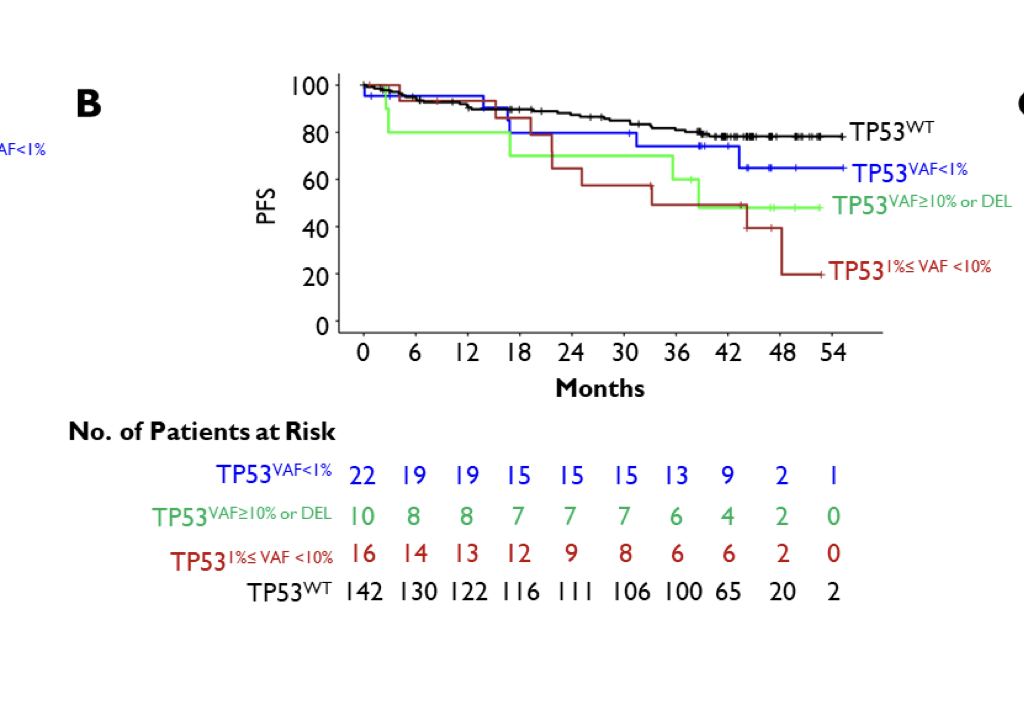 B
C
AF<1%
PFS
100
80
60
40
20
0
TP53WT
TP53VAF<1%
TP53VAF≥10% or DEL
TP531%≤ VAF <10%
0 6 12 18 24 30 36 42 48 54
Months
No. of Patients at Risk
TP53VAF<1% 22 19 19 15 15 15 13 9 2 1
TP53VAF≥10% or DEL 10 8 8 7 7 7 6 4 2 0
TP531%≤ VAF <10% 16 14 13 12 9 8 6 6 2 0
TP53WT 142 130 122 116 111 106 100 65 20 2